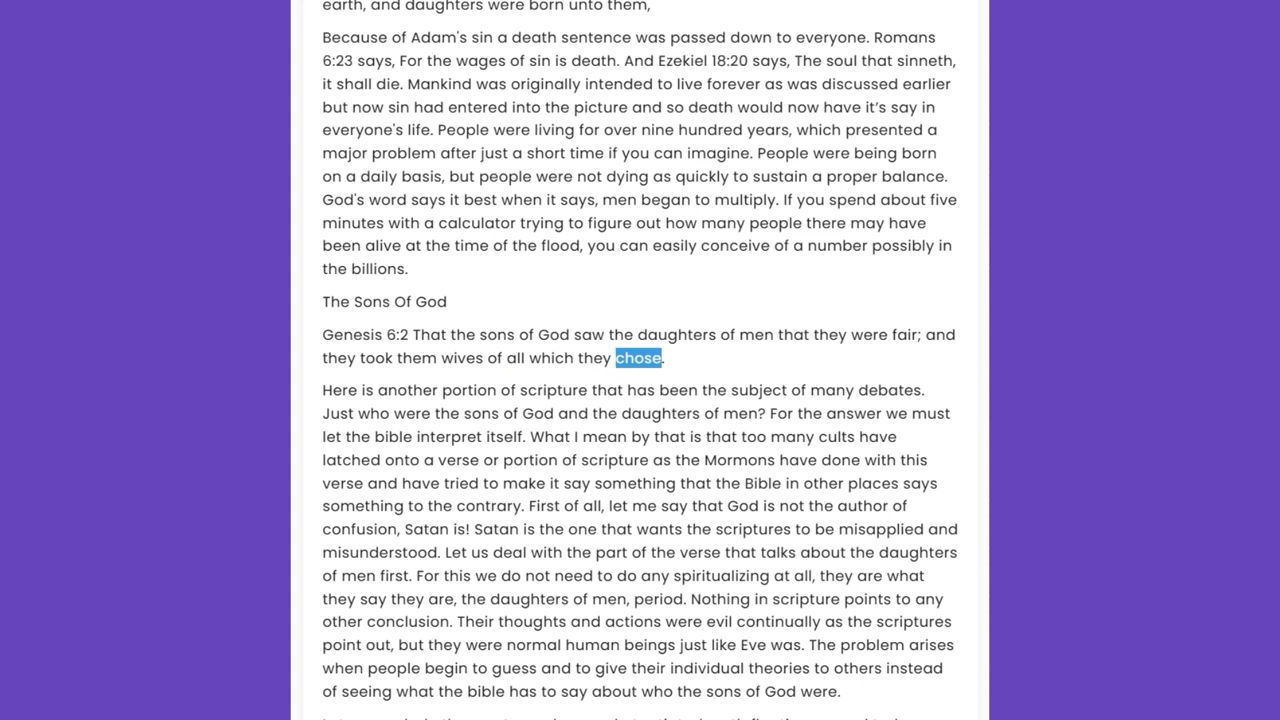 earth, and daughters were born unto them,
Because of Adam's sin a death sentence was passed down to everyone. Romans
6:23 says, For the wages of sin is death. And Ezekiel 18:20 says, The soul that sinneth,
it shall die. Mankind was originally intended to live forever as was discussed earlier
but now sin had entered into the picture and so death would now have it’s say in
everyone's life. People were living for over nine hundred years, which presented a
major problem after just a short time if you can imagine. People were being born
on a daily basis, but people were not dying as quickly to sustain a proper balance.
God's word says it best when it says, men began to multiply. If you spend about five
minutes with a calculator trying to figure out how many people there may have
been alive at the time of the flood, you can easily conceive of a number possibly in
the billions.
The Sons Of God
Genesis 6:2 That the sons of God saw the daughters of men that they were fair; and
they took them wives of all which they chose.
Here is another portion of scripture that has been the subject of many debates.
Just who were the sons of God and the daughters of men? For the answer we must
let the bible interpret itself. What I mean by that is that too many cults have
latched onto a verse or portion of scripture as the Mormons have done with this
verse and have tried to make it say something that the Bible in other places says
something to the contrary. First of all, let me say that God is not the author of
confusion, Satan is! Satan is the one that wants the scriptures to be misapplied and
misunderstood. Let us deal with the part of the verse that talks about the daughters
of men first. For this we do not need to do any spiritualizing at all, they are what
they say they are, the daughters of men, period. Nothing in scripture points to any
other conclusion. Their thoughts and actions were evil continually as the scriptures
point out, but they were normal human beings just like Eve was. The problem arises
when people begin to guess and to give their individual theories to others instead
of seeing what the bible has to say about who the sons of God were.